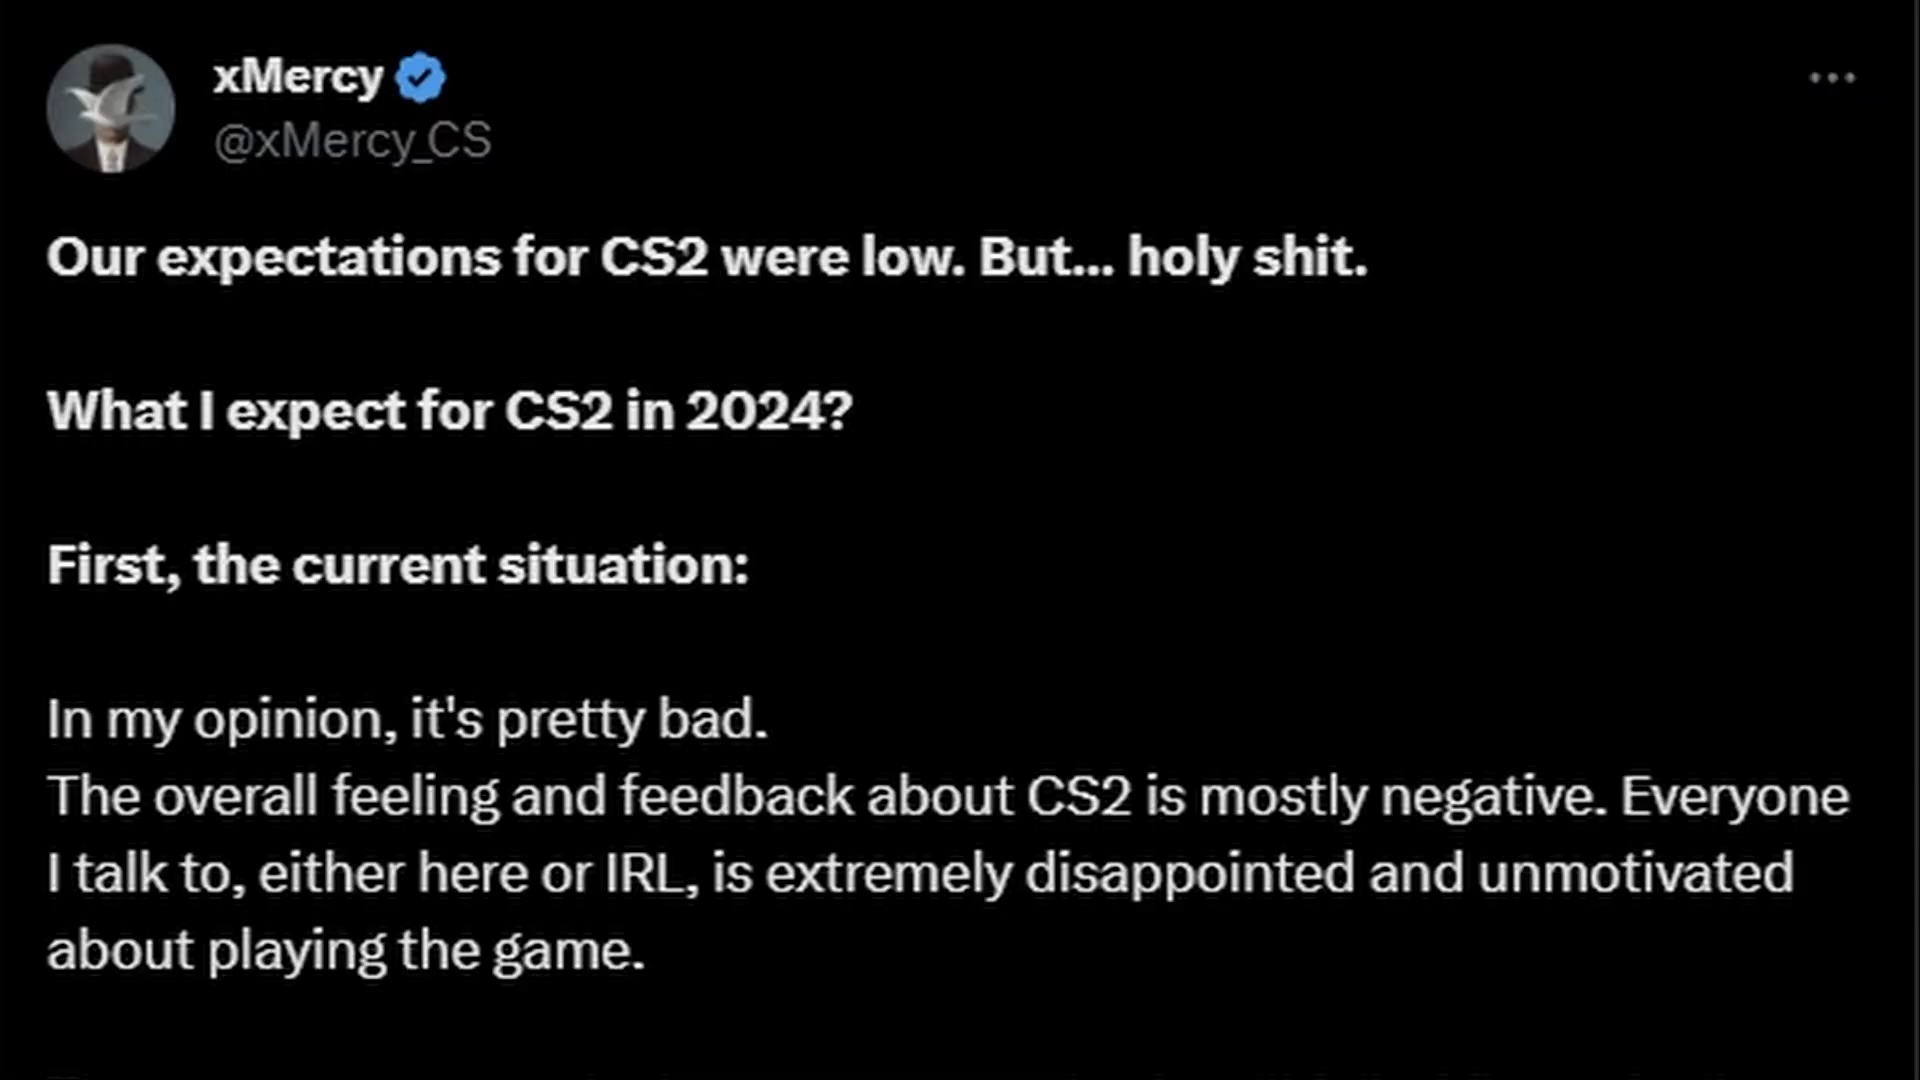 xMercy
@xMercy_CS
Our expectations for CS2 were low. But... holy shit.
What I expect for CS2 in 2024?
First, the current situation:
In my opinion, it's pretty bad.
The overall feeling and feedback about CS2 is mostly negative. Everyone
I talk to, either here or IRL, is extremely disappointed and unmotivated
about playing the game.